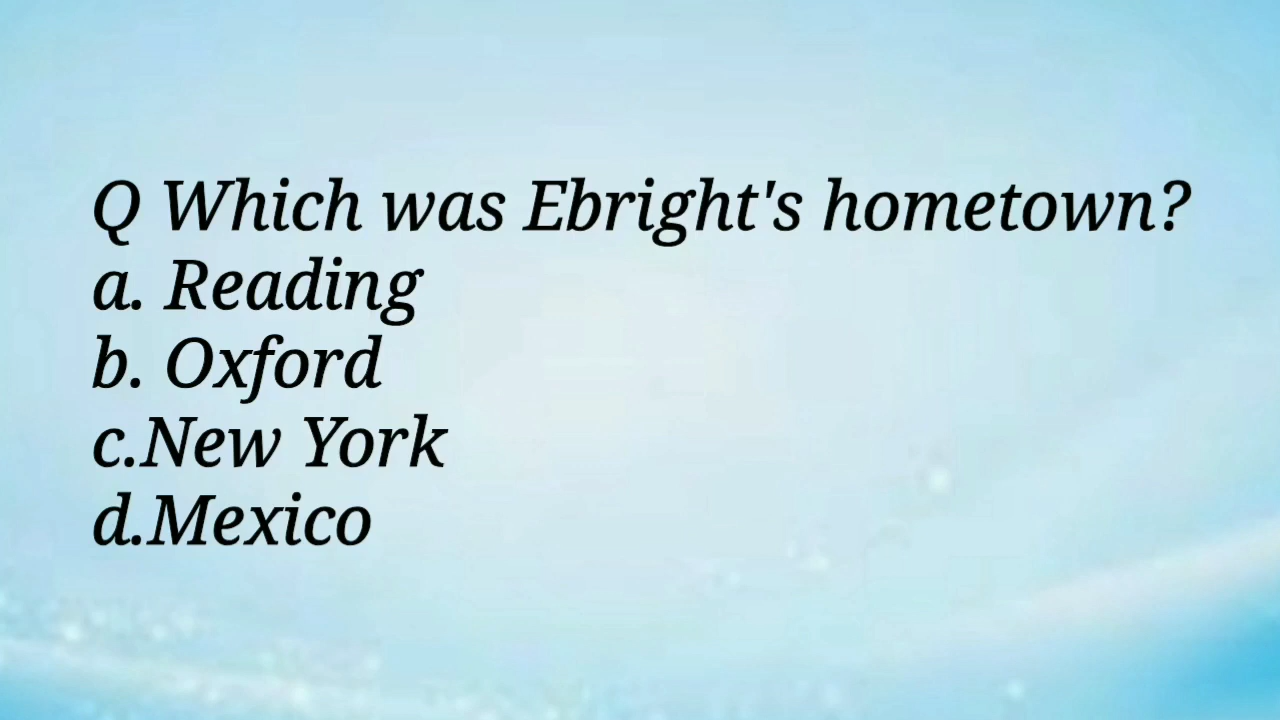 Q Which was Ebright's hometown?
a. Reading
b. Oxford
c.New York
d.Mexico